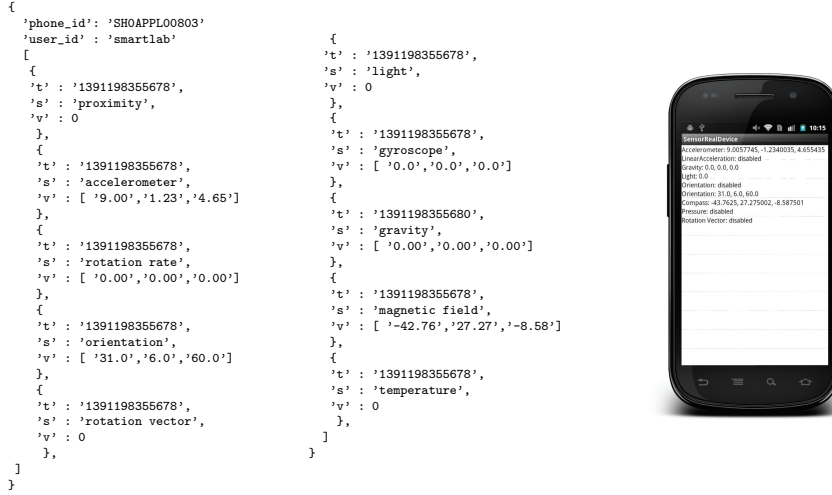 {
'phone_id': 'SH0APPL00803'
'user_id' : 'smartlab'
[
{
't' : '1391198355678',
's' : 'proximity',
'v' : 0
},
{
't' : '1391198355678',
's' : 'accelerometer',
'v' : [ '9.00','1.23','4.65']
},
{
't' : '1391198355678',
's' : 'rotation rate',
'v' : [ '0.00','0.00','0.00']
},
{
't' : '1391198355678',
's' : 'orientation',
'v' : [ '31.0','6.0','60.0']
},
{
't' : '1391198355678',
's' : 'rotation vector',
'v' : 0
},
]
}
{
't' : '1391198355678',
's' : 'light',
'v' : 0
},
{
't' : '1391198355678',
's' : 'gyroscope',
'v' : [ '0.0','0.0','0.0']
},
{
't' : '1391198355680',
's' : 'gravity',
'v' : [ '0.00','0.00','0.00']
},
{
't' : '1391198355678',
's' : 'magnetic field',
'v' : [ '-42.76','27.27','-8.58']
},
{
't' : '1391198355678',
's' : 'temperature',
'v' : 0
},
]
}
10:15
SensorRealDevice
Accelerometer: 9.0057745, -1.2340035, 4.655435
LinearAcceleration: disabled
Gravity: 0.0, 0.0, 0.0
Light: 0.0
Orientation: disabled
Orientation: 31.0, 6.0, 60.0
Compass: -43.7625, 27.275002, -8.587501
Pressure: disabled
Rotation Vector: disabled